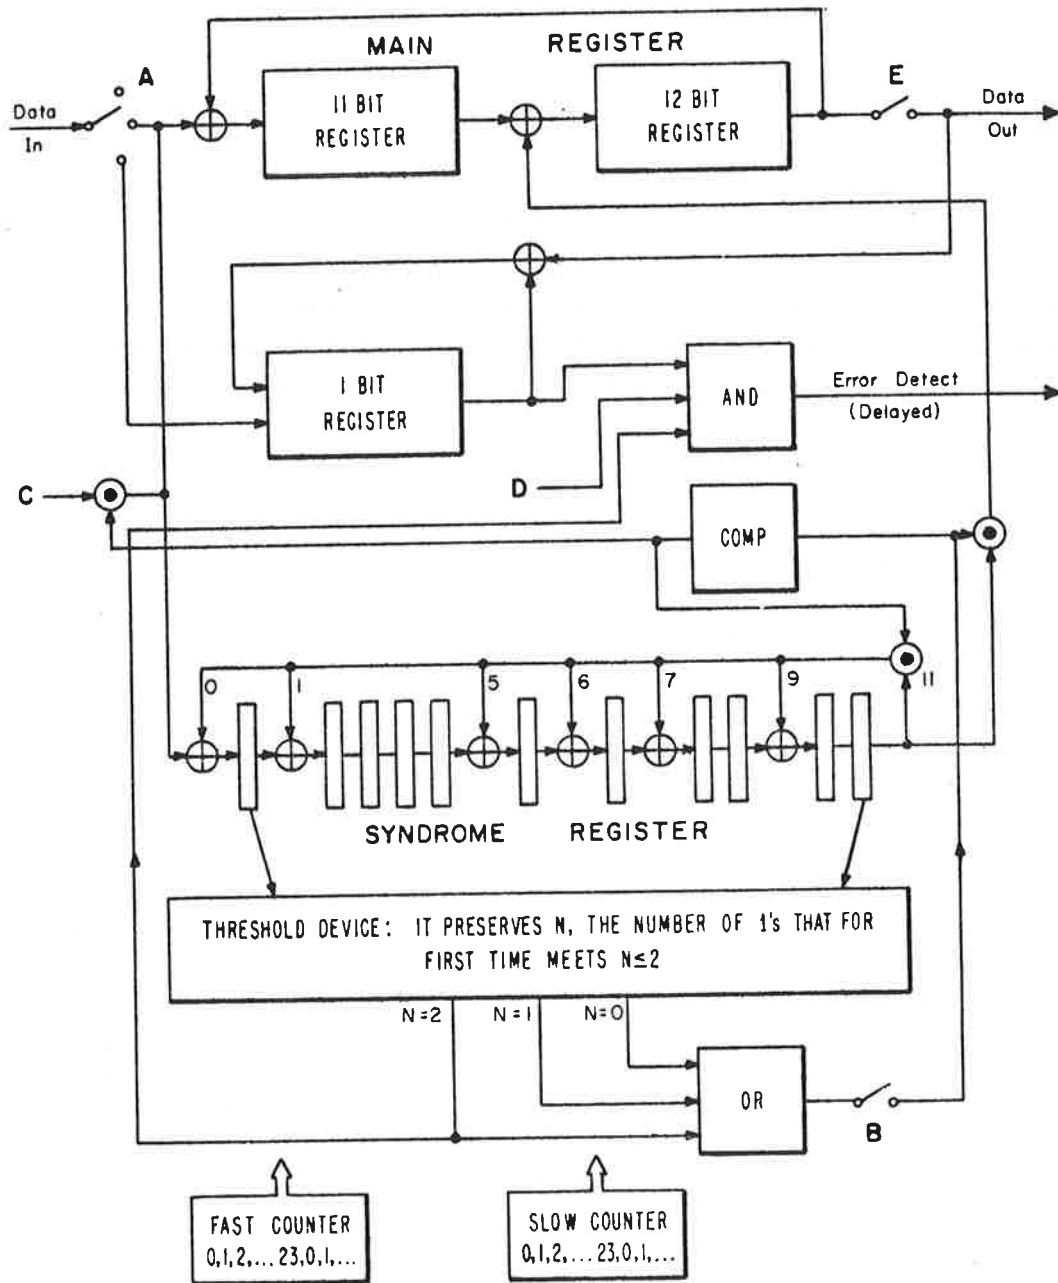 MAIN REGISTER
A
E
Data
In
11 BIT
REGISTER
12 BIT
REGISTER
Data
Out
1 BIT
REGISTER
AND
Error Detect
(Delayed)
C
D
COMP
0
1
5
6
7
9
11
SYNDROME REGISTER
THRESHOLD DEVICE: IT PRESERVES N, THE NUMBER OF 1's THAT FOR
FIRST TIME MEETS N≤2
N=2
N=1
N=0
OR
B
FAST COUNTER
0,1,2,...23,0,1,...
SLOW COUNTER
0,1,2,...23,0,1,...